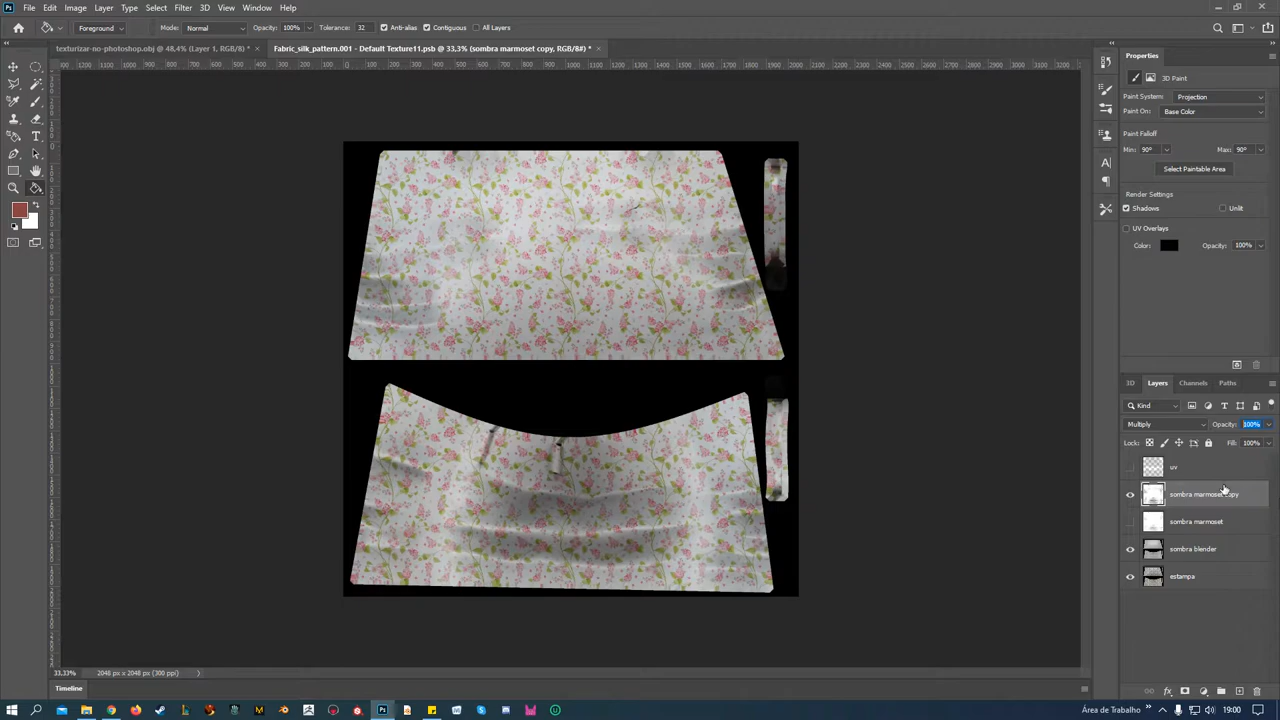 Ps File Edit Image Layer Type Select Filter 3D View Window Help
Foreground Mode: Normal Opacity: 100% Tolerance: 32 Anti-alias Contiguous All Layers
texturizar-no-photoshop.obj @ 48,4% (Layer 1, RGB/8) * ×
Fabric_silk_pattern.001 - Default Texture11.psb @ 33,3% (sombra marmoset copy, RGB/8#) * ×
Properties
3D Paint
Paint System: Projection
Paint On: Base Color
Paint Falloff
Min: 90° Max: 90°
Select Paintable Area
Render Settings
Shadows Unlit
UV Overlays
Color: Opacity: 100%
3D Layers Channels Paths
Kind
Multiply Opacity: 100%
Lock: Fill: 100%
uv
sombra marmoset copy
sombra marmoset
sombra blender
estampa
33,33% 2048 px x 2048 px (300 ppi)
Timeline
Área de Trabalho 19:00